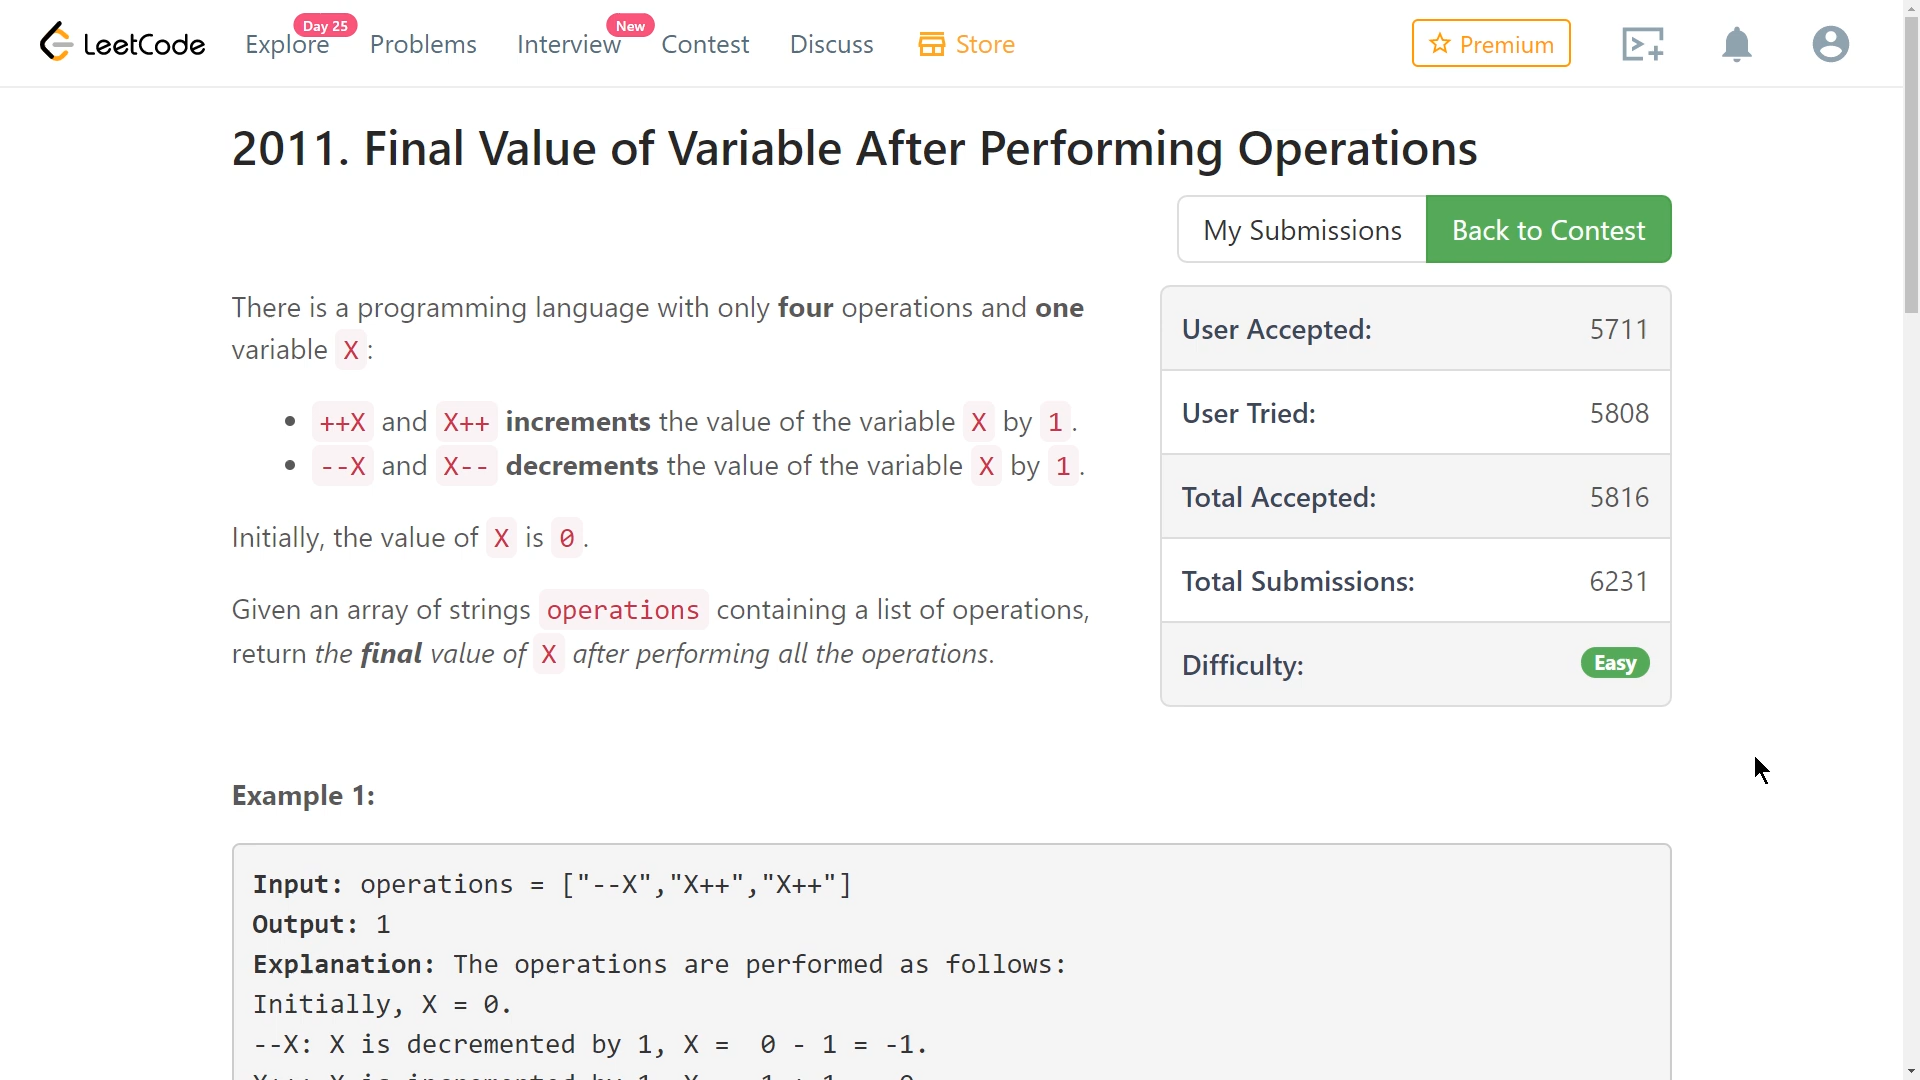 LeetCode Explore Day 25 Problems Interview New Contest Discuss Store Premium
2011. Final Value of Variable After Performing Operations
My Submissions Back to Contest
There is a programming language with only four operations and one
variable X:
++X and X++ increments the value of the variable X by 1.
--X and X-- decrements the value of the variable X by 1.
Initially, the value of X is 0.
Given an array of strings operations containing a list of operations,
return the final value of X after performing all the operations.
User Accepted: 5711
User Tried: 5808
Total Accepted: 5816
Total Submissions: 6231
Difficulty: Easy
Example 1:
Input: operations = ["--X","X++","X++"]
Output: 1
Explanation: The operations are performed as follows:
Initially, X = 0.
--X: X is decremented by 1, X =  0 - 1 = -1.